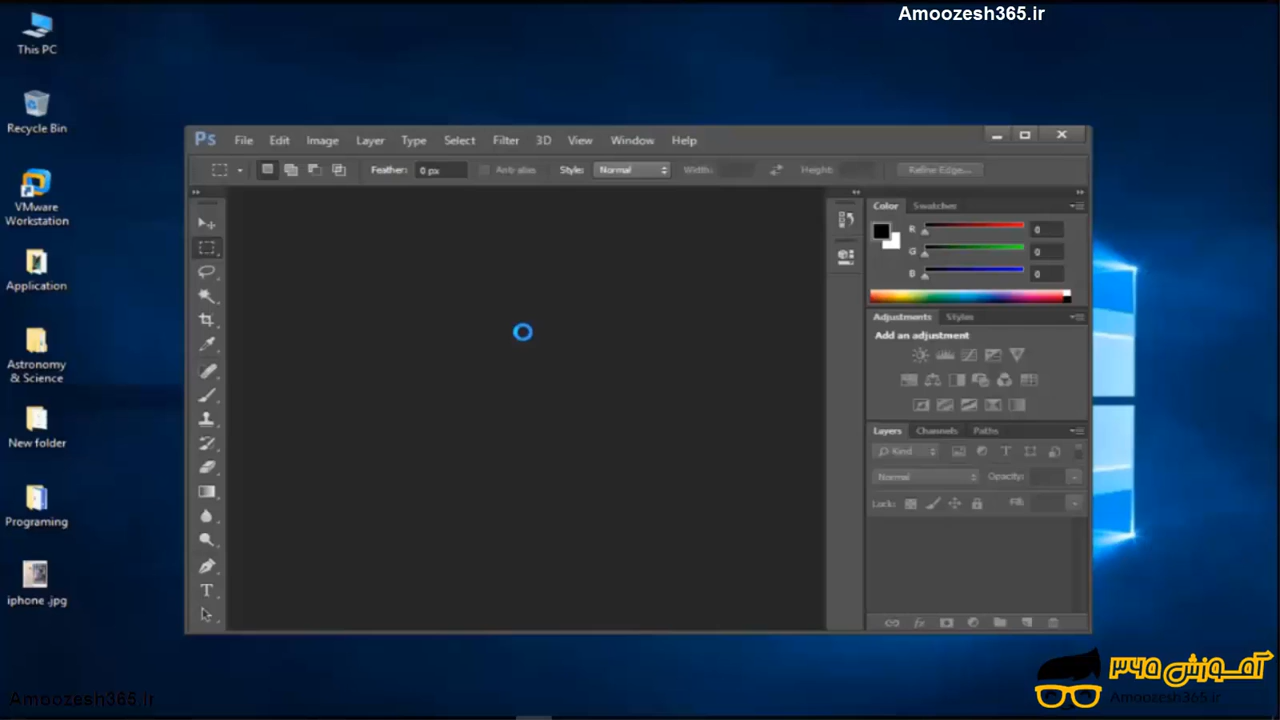 Amoozesh365.ir
This PC
Recycle Bin
VMware
Workstation
Application
Astronomy
& Science
New folder
Programing
iphone .jpg
Ps File Edit Image Layer Type Select Filter 3D View Window Help
Feather: 0 px Anti-alias Style: Normal Width: Height: Refine Edge...
Color Swatches
R 0
G 0
B 0
Adjustments Styles
Add an adjustment
Layers Channels Paths
Kind
Normal Opacity:
Lock: Fill:
آموزش ۳۶۵
Amoozesh365.ir
Amoozesh365.ir